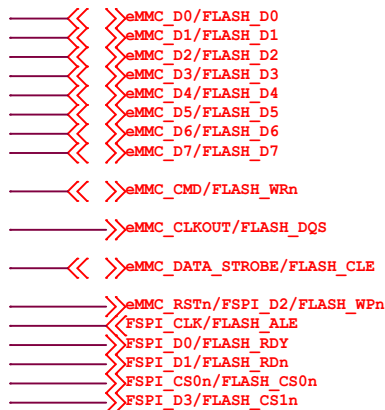 eMMC_D0/FLASH_D0
eMMC_D1/FLASH_D1
eMMC_D2/FLASH_D2
eMMC_D3/FLASH_D3
eMMC_D4/FLASH_D4
eMMC_D5/FLASH_D5
eMMC_D6/FLASH_D6
eMMC_D7/FLASH_D7
eMMC_CMD/FLASH_WRn
eMMC_CLKOUT/FLASH_DQS
eMMC_DATA_STROBE/FLASH_CLE
eMMC_RSTn/FSPI_D2/FLASH_WPn
FSPI_CLK/FLASH_ALE
FSPI_D0/FLASH_RDY
FSPI_D1/FLASH_RDn
FSPI_CS0n/FLASH_CS0n
FSPI_D3/FLASH_CS1n